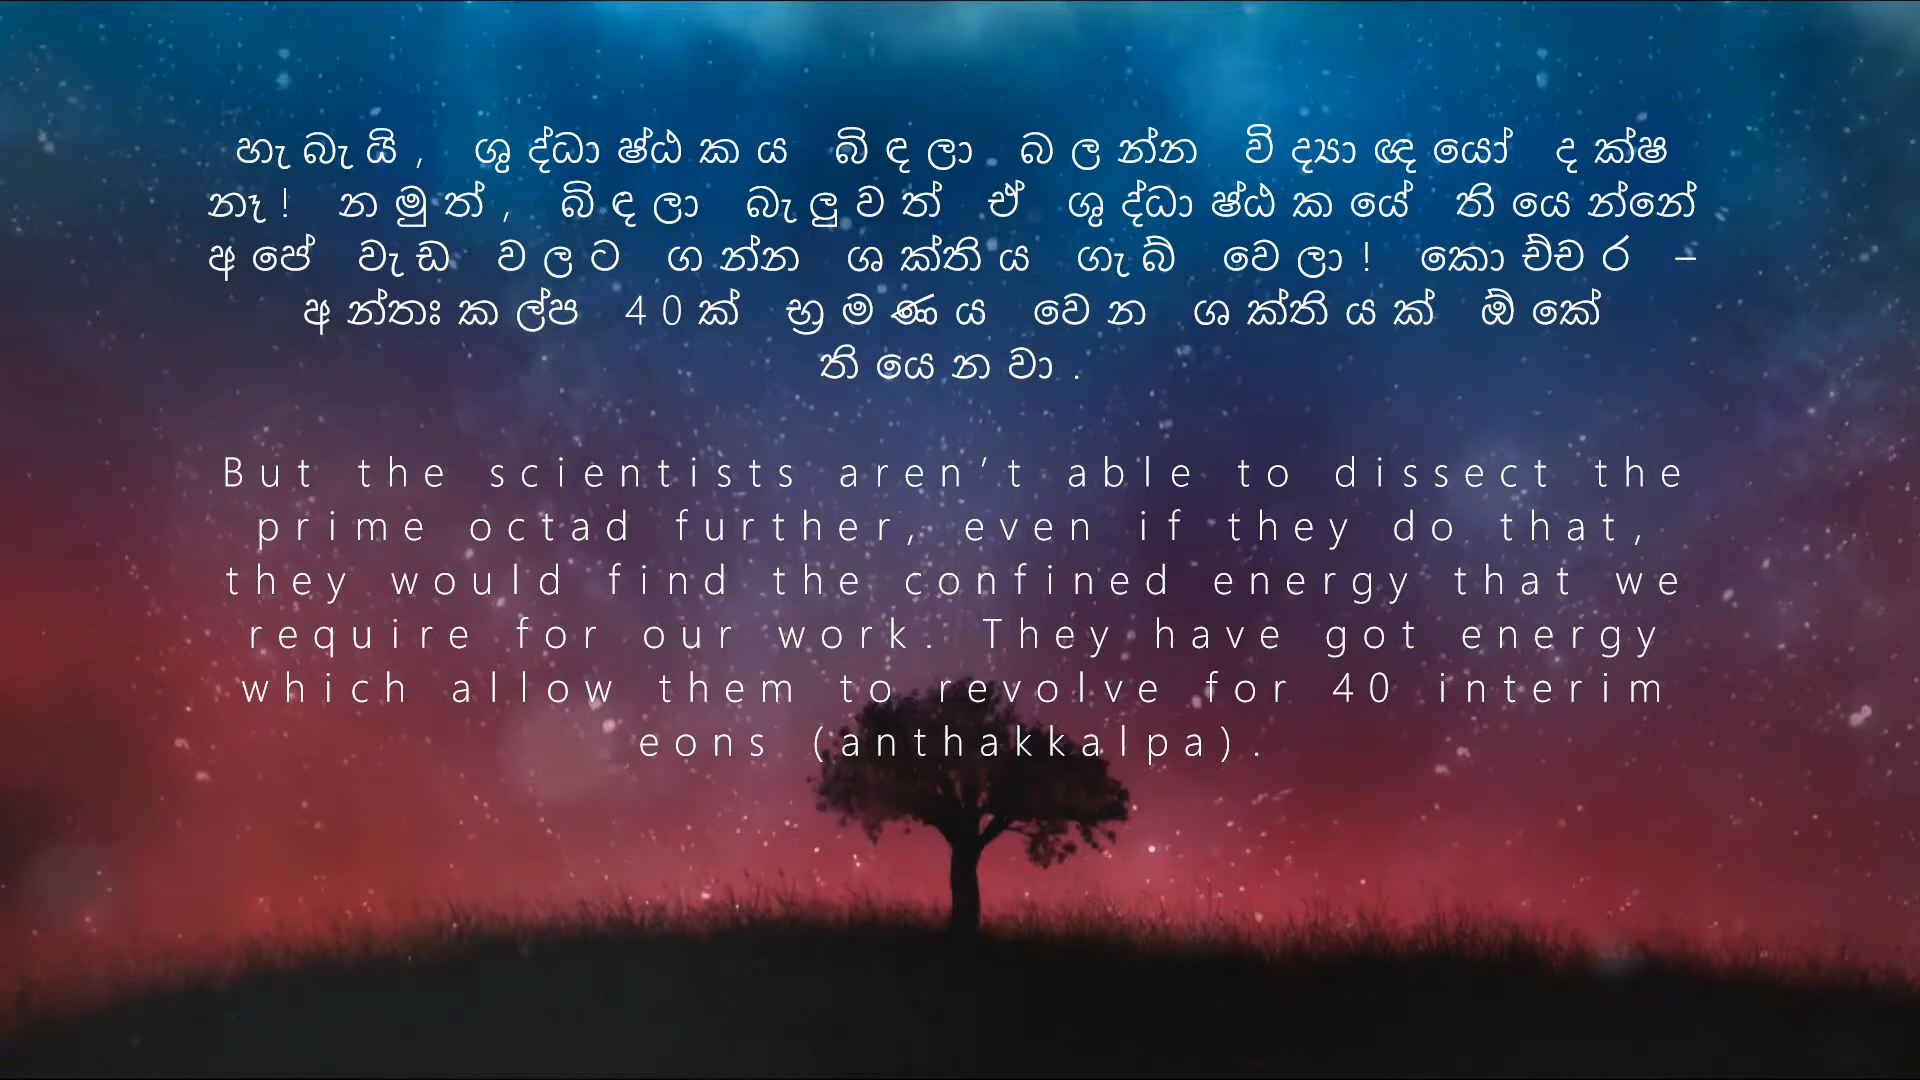 හැබැයි, ශුද්ධාෂ්ඨකය බිඳලා බලන්න විද්‍යාඥයෝ දක්ෂ
නෑ! නමුත්, බිඳලා බැලුවත් ඒ ශුද්ධාෂ්ඨකයේ තියෙන්නේ
අපේ වැඩ වලට ගන්න ශක්තිය ගැබ් වෙලා! කොච්චර –
අන්තඃකල්ප 40ක් භ්‍රමණය වෙන ශක්තියක් ඕකේ
තියෙනවා.
But the scientists aren’t able to dissect the
prime octad further, even if they do that,
they would find the confined energy that we
require for our work. They have got energy
which allow them to revolve for 40 interim
eons (anthakkalpa).